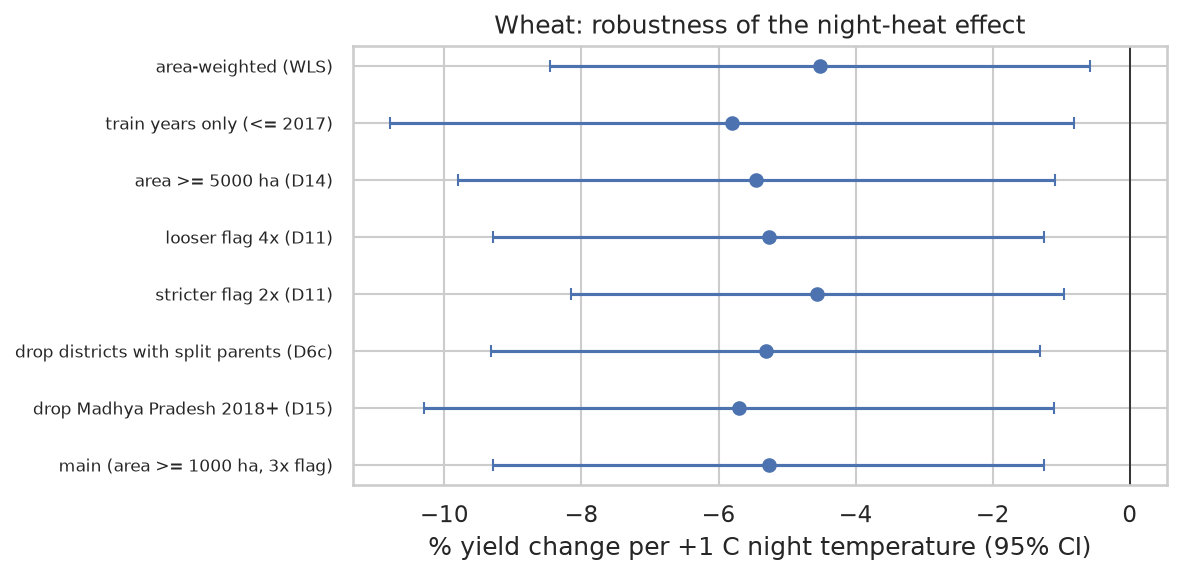 Wheat: robustness of the night-heat effect
area-weighted (WLS)
train years only (<= 2017)
area >= 5000 ha (D14)
looser flag 4x (D11)
stricter flag 2x (D11)
drop districts with split parents (D6c)
drop Madhya Pradesh 2018+ (D15)
main (area >= 1000 ha, 3x flag)
−10 −8 −6 −4 −2 0
% yield change per +1 C night temperature (95% CI)